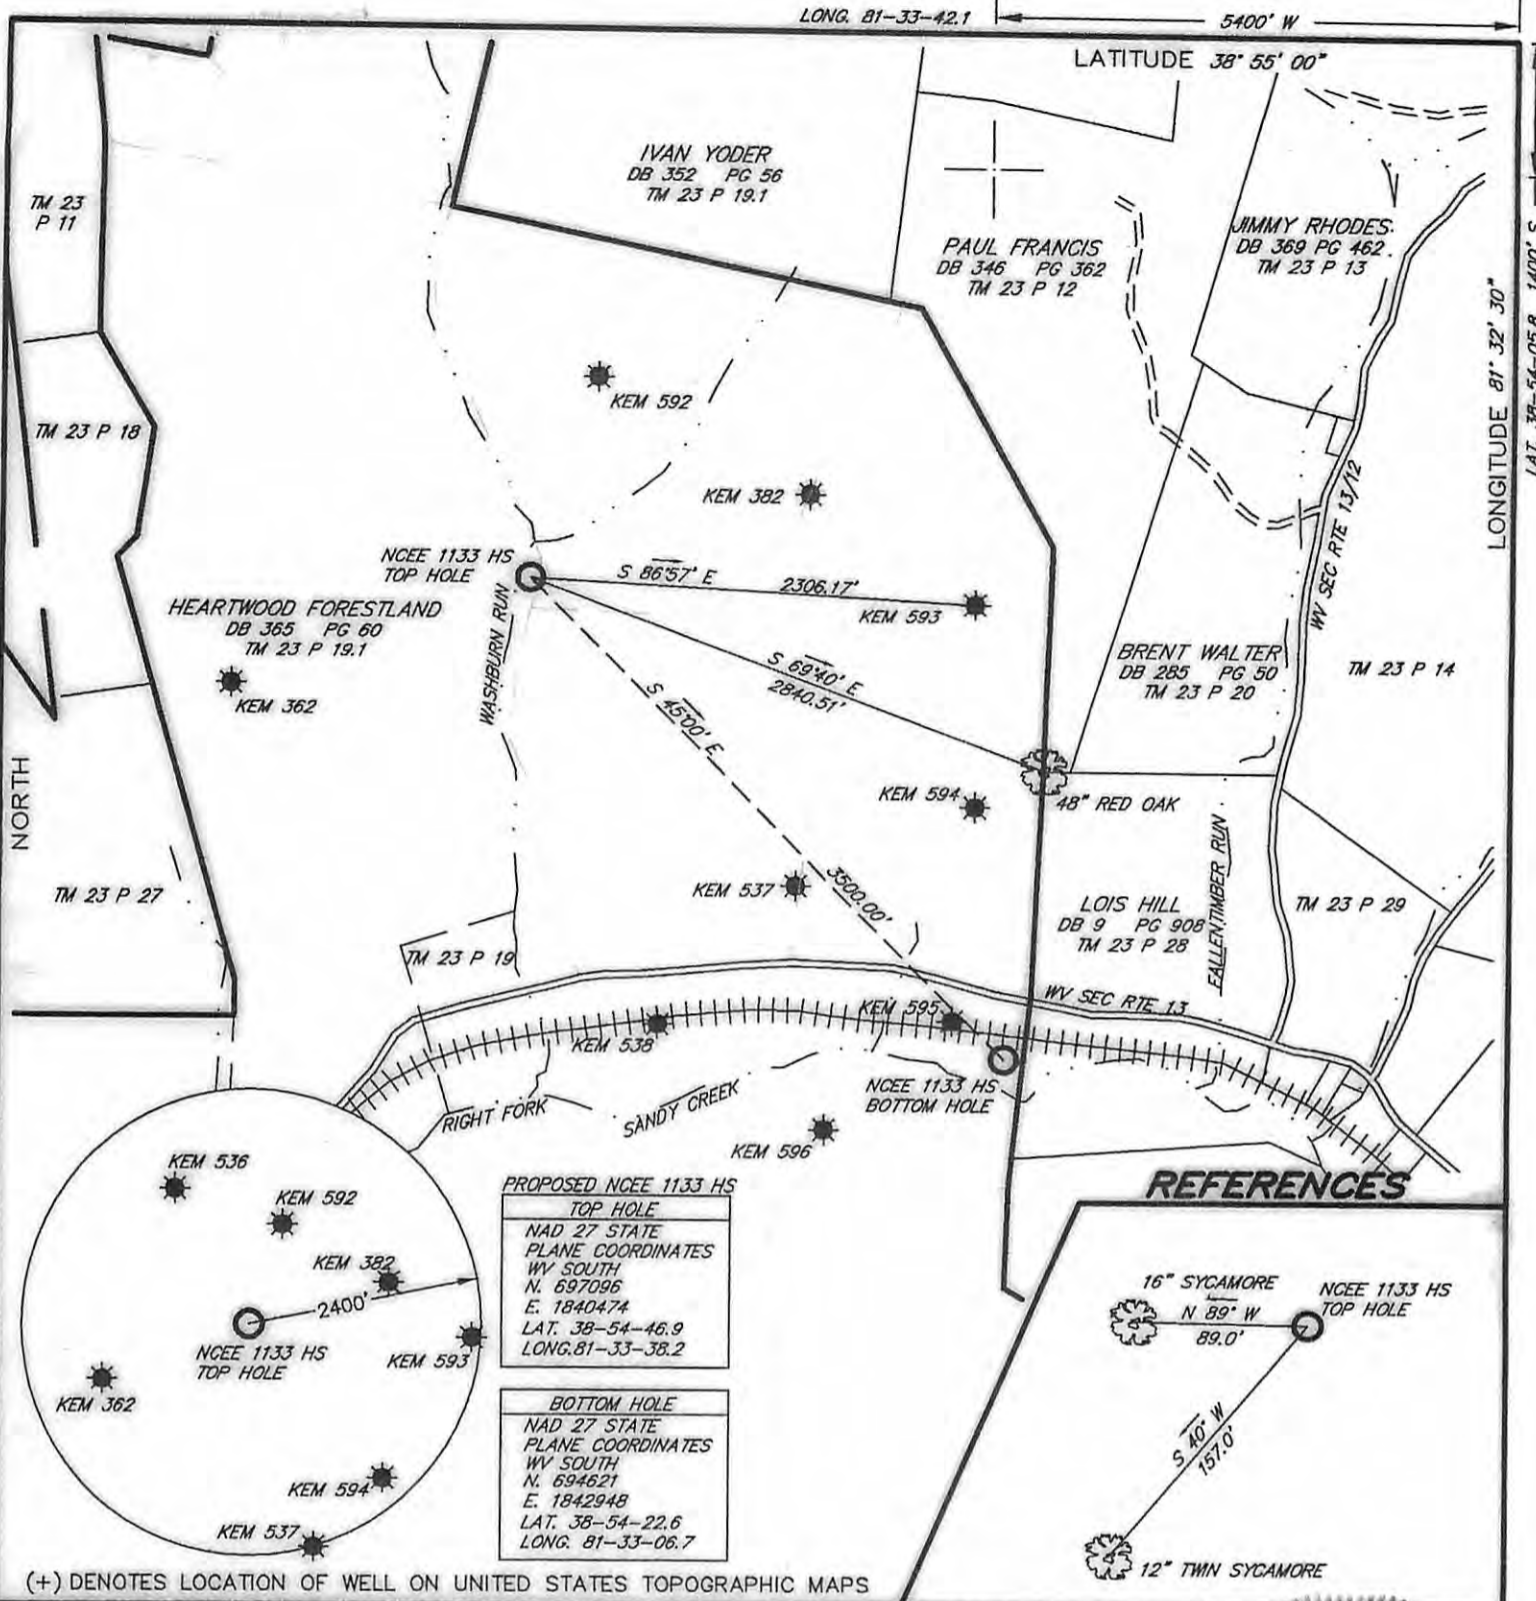 LONG. 81-33-42.1
5400' W
LATITUDE 38° 55' 00"
IVAN YODER
DB 352 PG 56
TM 23 P 19.1
TM 23
P 11
PAUL FRANCIS
DB 346 PG 362
TM 23 P 12
JIMMY RHODES
DB 369 PG 462
TM 23 P 13
1400' S
LAT. 38-54-05.8
LONGITUDE 81° 32' 30"
KEM 592
TM 23 P 18
KEM 382
WV SEC RTE 13/12
NCEE 1133 HS
TOP HOLE
S 86°57' E 2306.17'
KEM 593
HEARTWOOD FORESTLAND
DB 365 PG 60
TM 23 P 19.1
WASHBURN RUN
KEM 362
S 69°40' E
2840.51'
S 45°00' E
3500.00'
BRENT WALTER
DB 285 PG 50
TM 23 P 20
TM 23 P 14
NORTH
KEM 594
48" RED OAK
FALLENTIMBER RUN
KEM 537
TM 23 P 27
LOIS HILL
DB 9 PG 908
TM 23 P 28
TM 23 P 29
TM 23 P 19
WV SEC RTE 13
KEM 595
KEM 538
NCEE 1133 HS
BOTTOM HOLE
RIGHT FORK
SANDY CREEK
KEM 596
KEM 536
KEM 592
KEM 382
2400'
NCEE 1133 HS
TOP HOLE
KEM 593
KEM 362
KEM 594
KEM 537
PROPOSED NCEE 1133 HS
TOP HOLE
NAD 27 STATE
PLANE COORDINATES
WV SOUTH
N. 697096
E. 1840474
LAT. 38-54-46.9
LONG.81-33-38.2
BOTTOM HOLE
NAD 27 STATE
PLANE COORDINATES
WV SOUTH
N. 694621
E. 1842948
LAT. 38-54-22.6
LONG. 81-33-06.7
REFERENCES
16" SYCAMORE
NCEE 1133 HS
TOP HOLE
N 89° W
89.0'
S 40° W
157.0'
12" TWIN SYCAMORE
(+) DENOTES LOCATION OF WELL ON UNITED STATES TOPOGRAPHIC MAPS